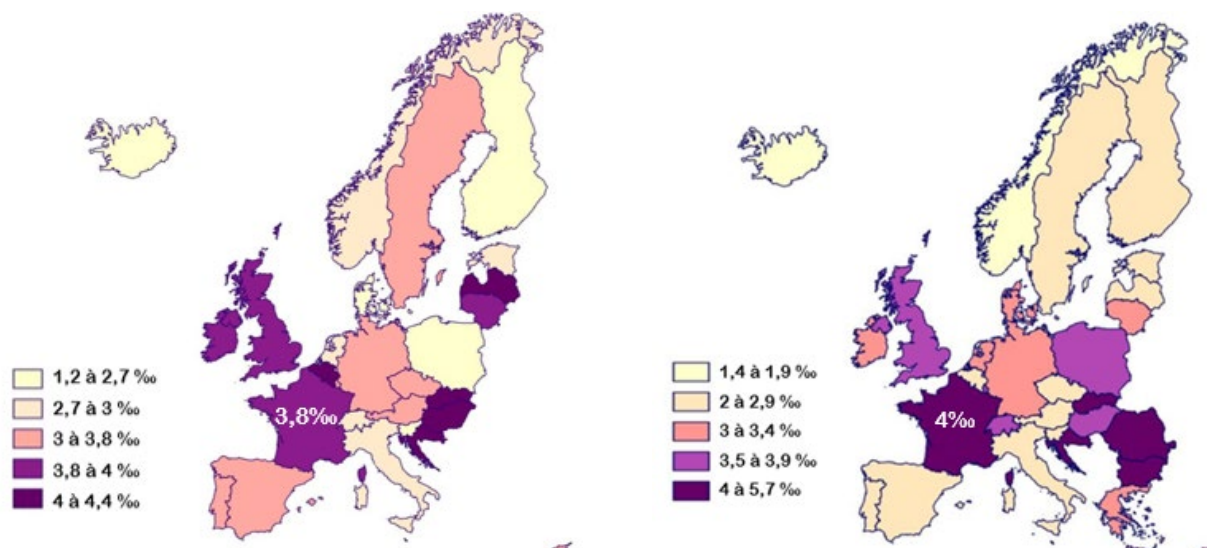 3,8‰
1,2 à 2,7 ‰
2,7 à 3 ‰
3 à 3,8 ‰
3,8 à 4 ‰
4 à 4,4 ‰
4‰
1,4 à 1,9 ‰
2 à 2,9 ‰
3 à 3,4 ‰
3,5 à 3,9 ‰
4 à 5,7 ‰